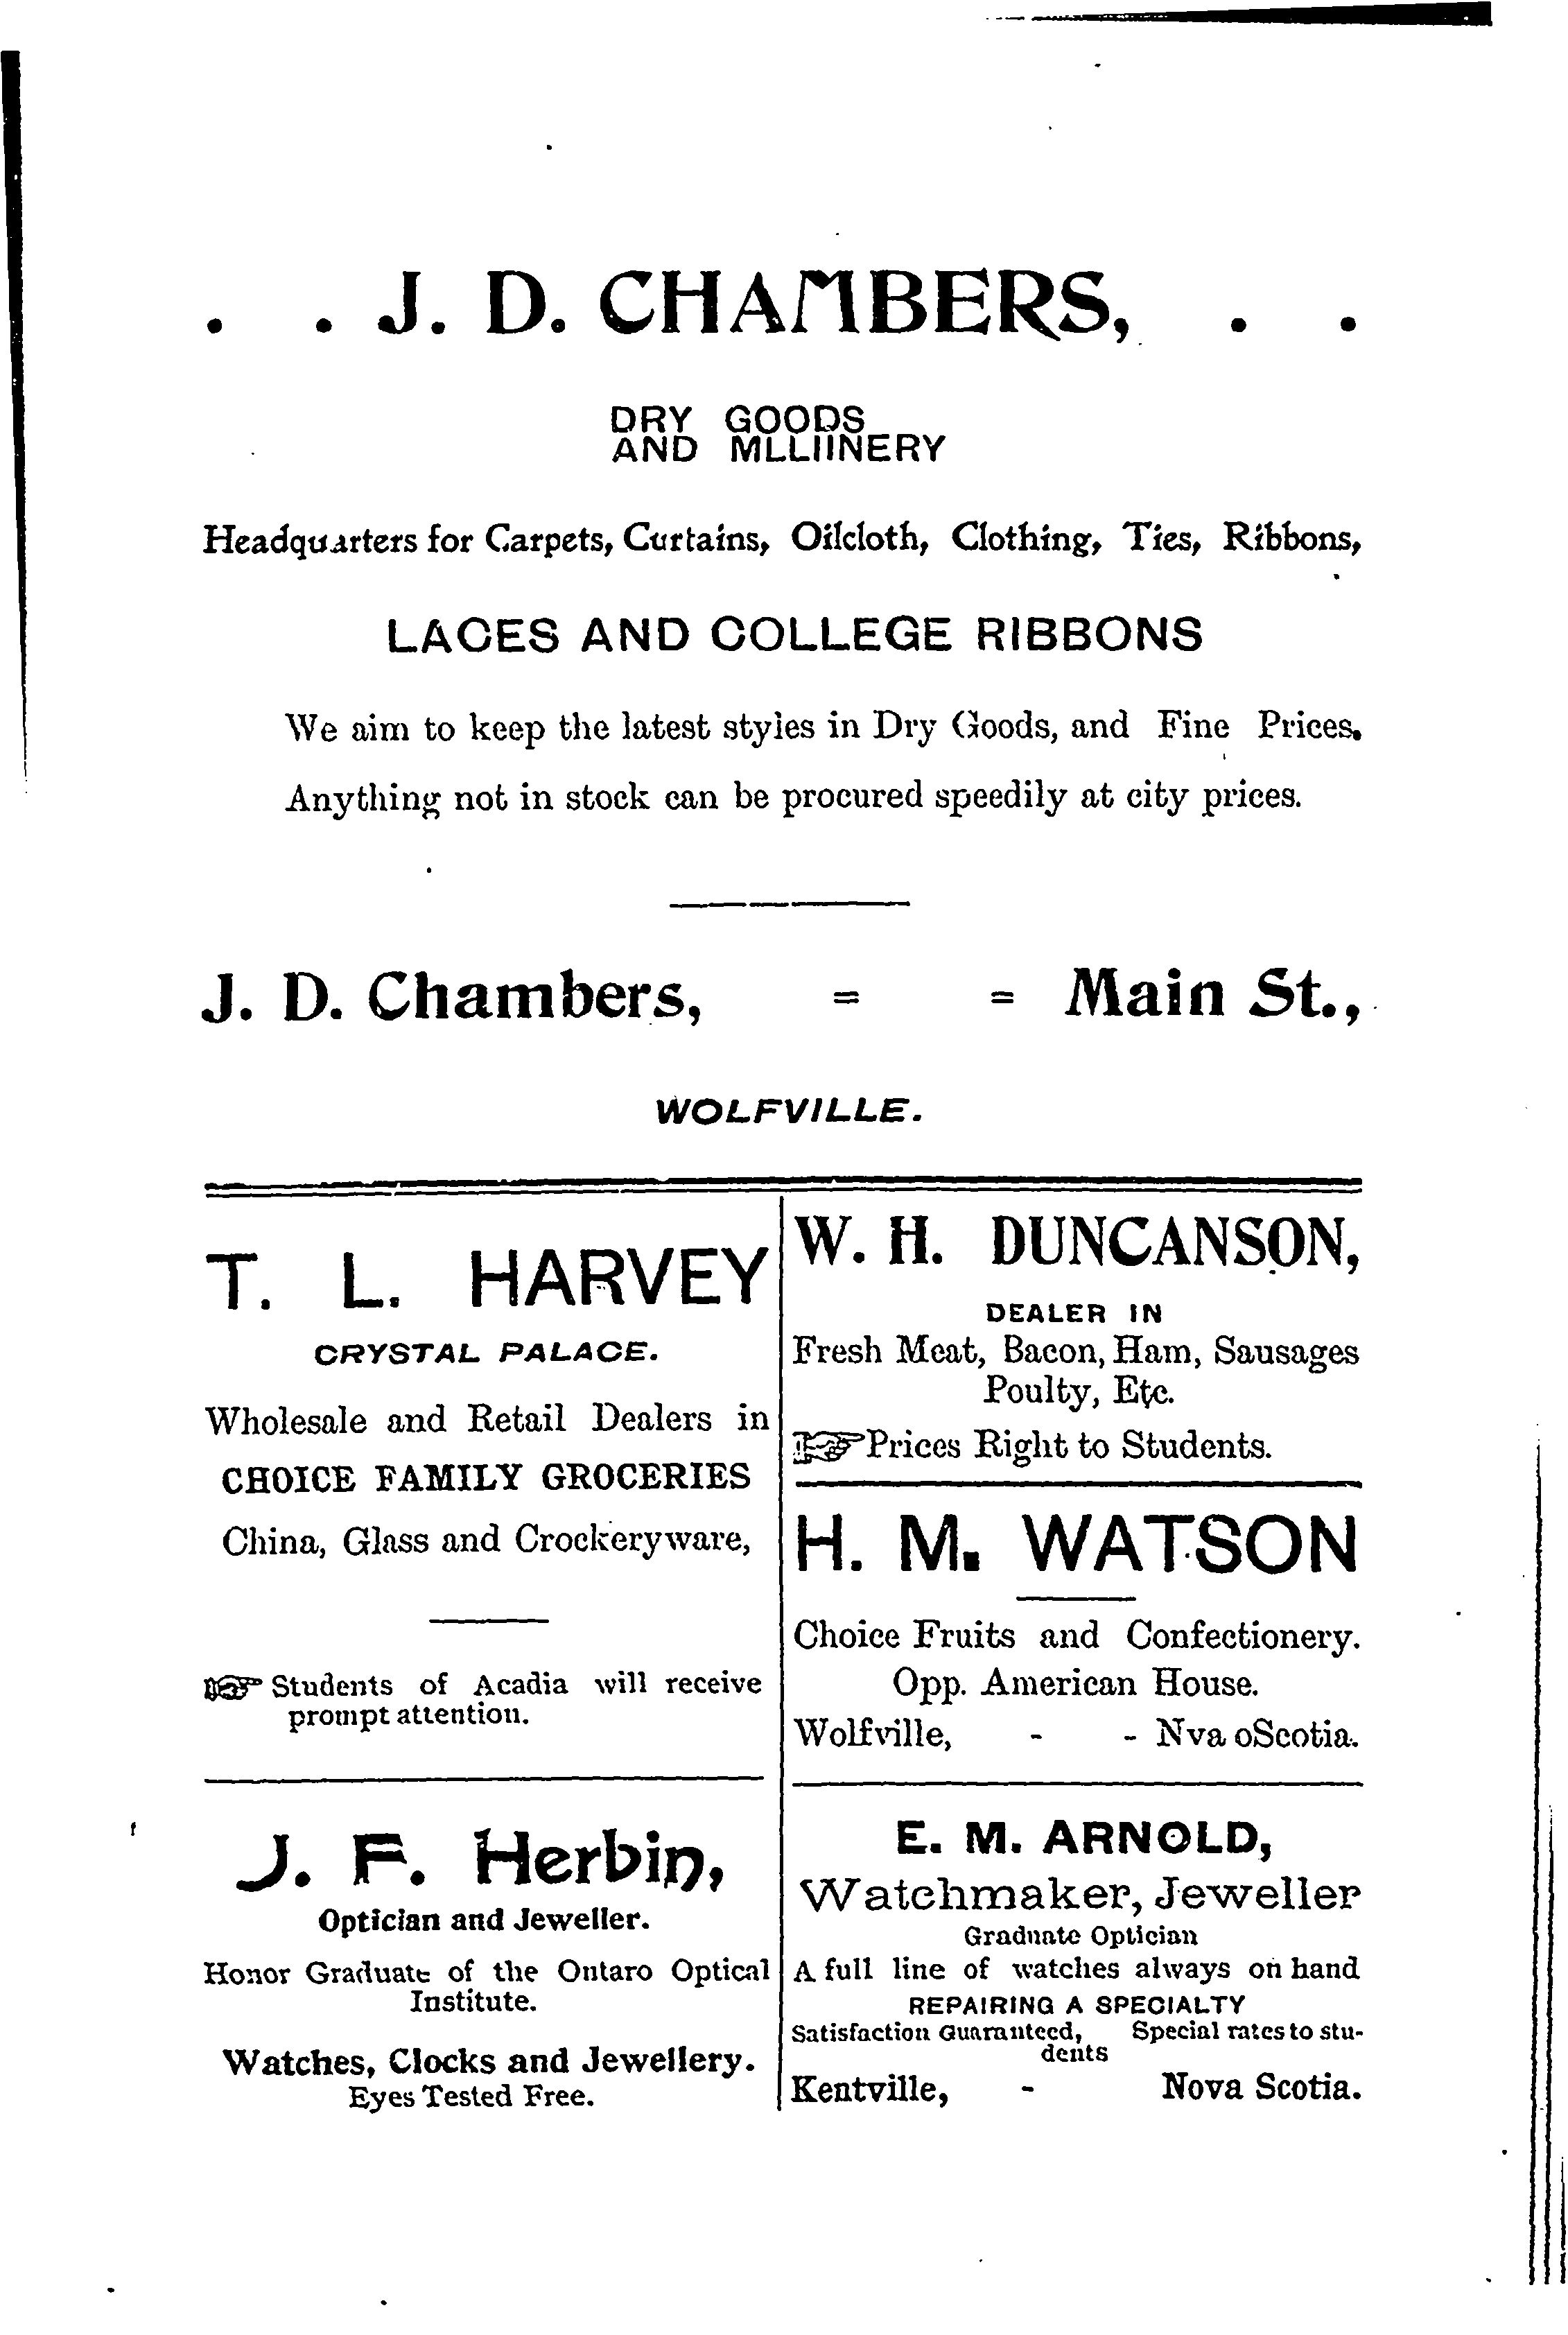 . . J. D. CHAMBERS, . .
DRY GOODS
AND MLLIINERY
Headquarters for Carpets, Curtains, Oilcloth, Clothing, Ties, Ribbons,
LACES AND COLLEGE RIBBONS
We aim to keep the latest styles in Dry Goods, and Fine Prices.
Anything not in stock can be procured speedily at city prices.
J. D. Chambers, = = Main St.,
WOLFVILLE.
T. L. HARVEY
CRYSTAL PALACE.
Wholesale and Retail Dealers in
CHOICE FAMILY GROCERIES
China, Glass and Crockeryware,
☞ Students of Acadia will receive
prompt attention.
J. F. Herbin,
Optician and Jeweller.
Honor Graduate of the Ontaro Optical
Institute.
Watches, Clocks and Jewellery.
Eyes Tested Free.
W. H. DUNCANSON,
DEALER IN
Fresh Meat, Bacon, Ham, Sausages
Poulty, Etc.
☞Prices Right to Students.
H. M. WATSON
Choice Fruits and Confectionery.
Opp. American House.
Wolfville, - - Nva oScotia.
E. M. ARNOLD,
Watchmaker, Jeweller
Graduate Optician
A full line of watches always on hand
REPAIRING A SPECIALTY
Satisfaction Guaranteed, Special rates to stu-
dents
Kentville, - Nova Scotia.